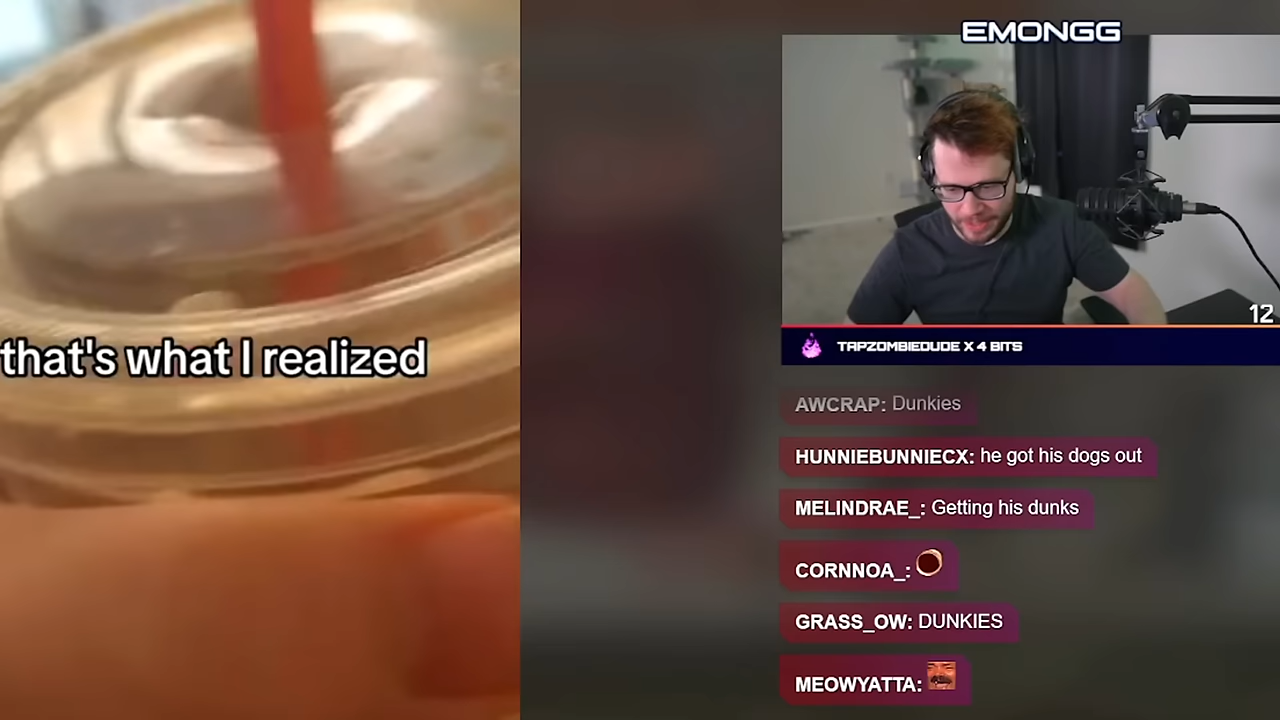 that's what I realized
EMONGG
12
TAPZOMBIEDUDE X 4 BITS
AWCRAP: Dunkies
HUNNIEBUNNIECX: he got his dogs out
MELINDRAE_: Getting his dunks
CORNNOA_:
GRASS_OW: DUNKIES
MEOWYATTA: